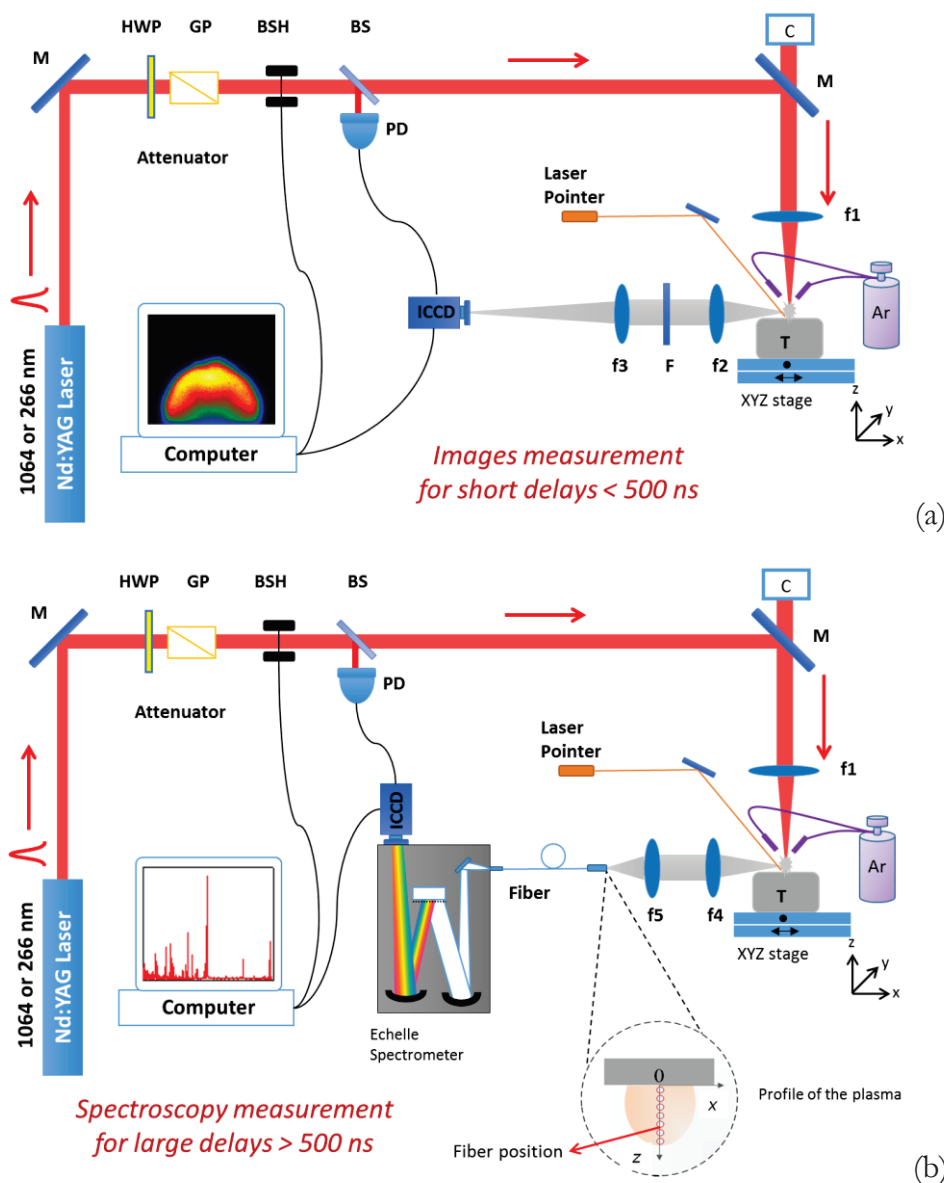 HWP GP BSH BS C
M M
PD
Attenuator
Laser
Pointer
f1
1064 or 266 nm
Nd:YAG Laser
ICCD
Ar
T
f3 F f2
XYZ stage
z
y
x
Computer
Images measurement
for short delays < 500 ns
(a)
HWP GP BSH BS C
M M
PD
Attenuator
Laser
Pointer
f1
1064 or 266 nm
Nd:YAG Laser
ICCD
Ar
Fiber
T
f5 f4
XYZ stage
z
y
x
Computer
Echelle
Spectrometer
0
x
Profile of the plasma
Spectroscopy measurement
for large delays > 500 ns
Fiber position
z
(b)